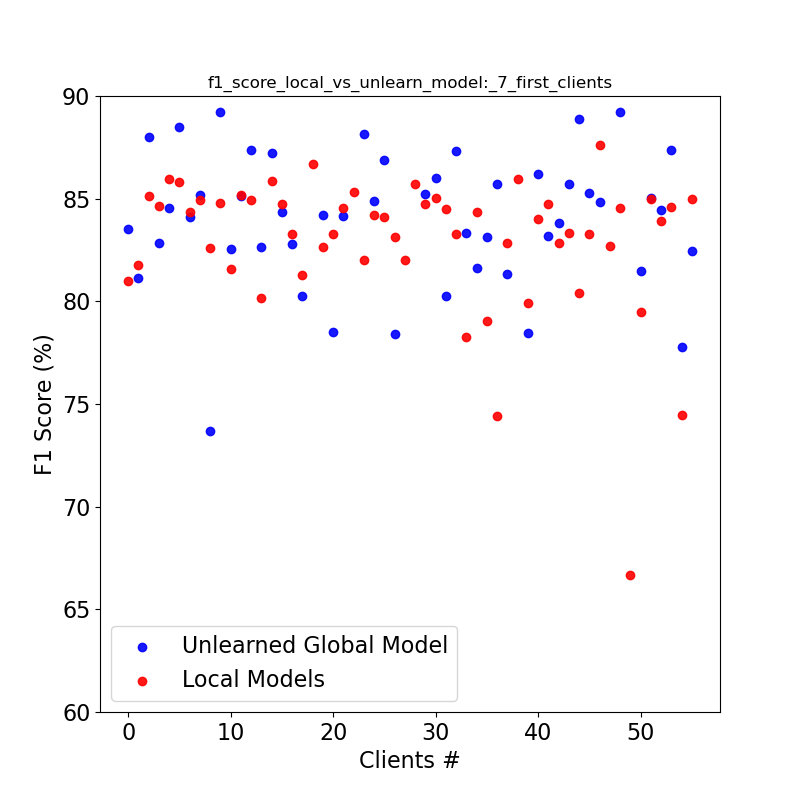 f1_score_local_vs_unlearn_model:_7_first_clients
90
85
80
75
70
65
60
F1 Score (%)
Unlearned Global Model
Local Models
0 10 20 30 40 50
Clients #